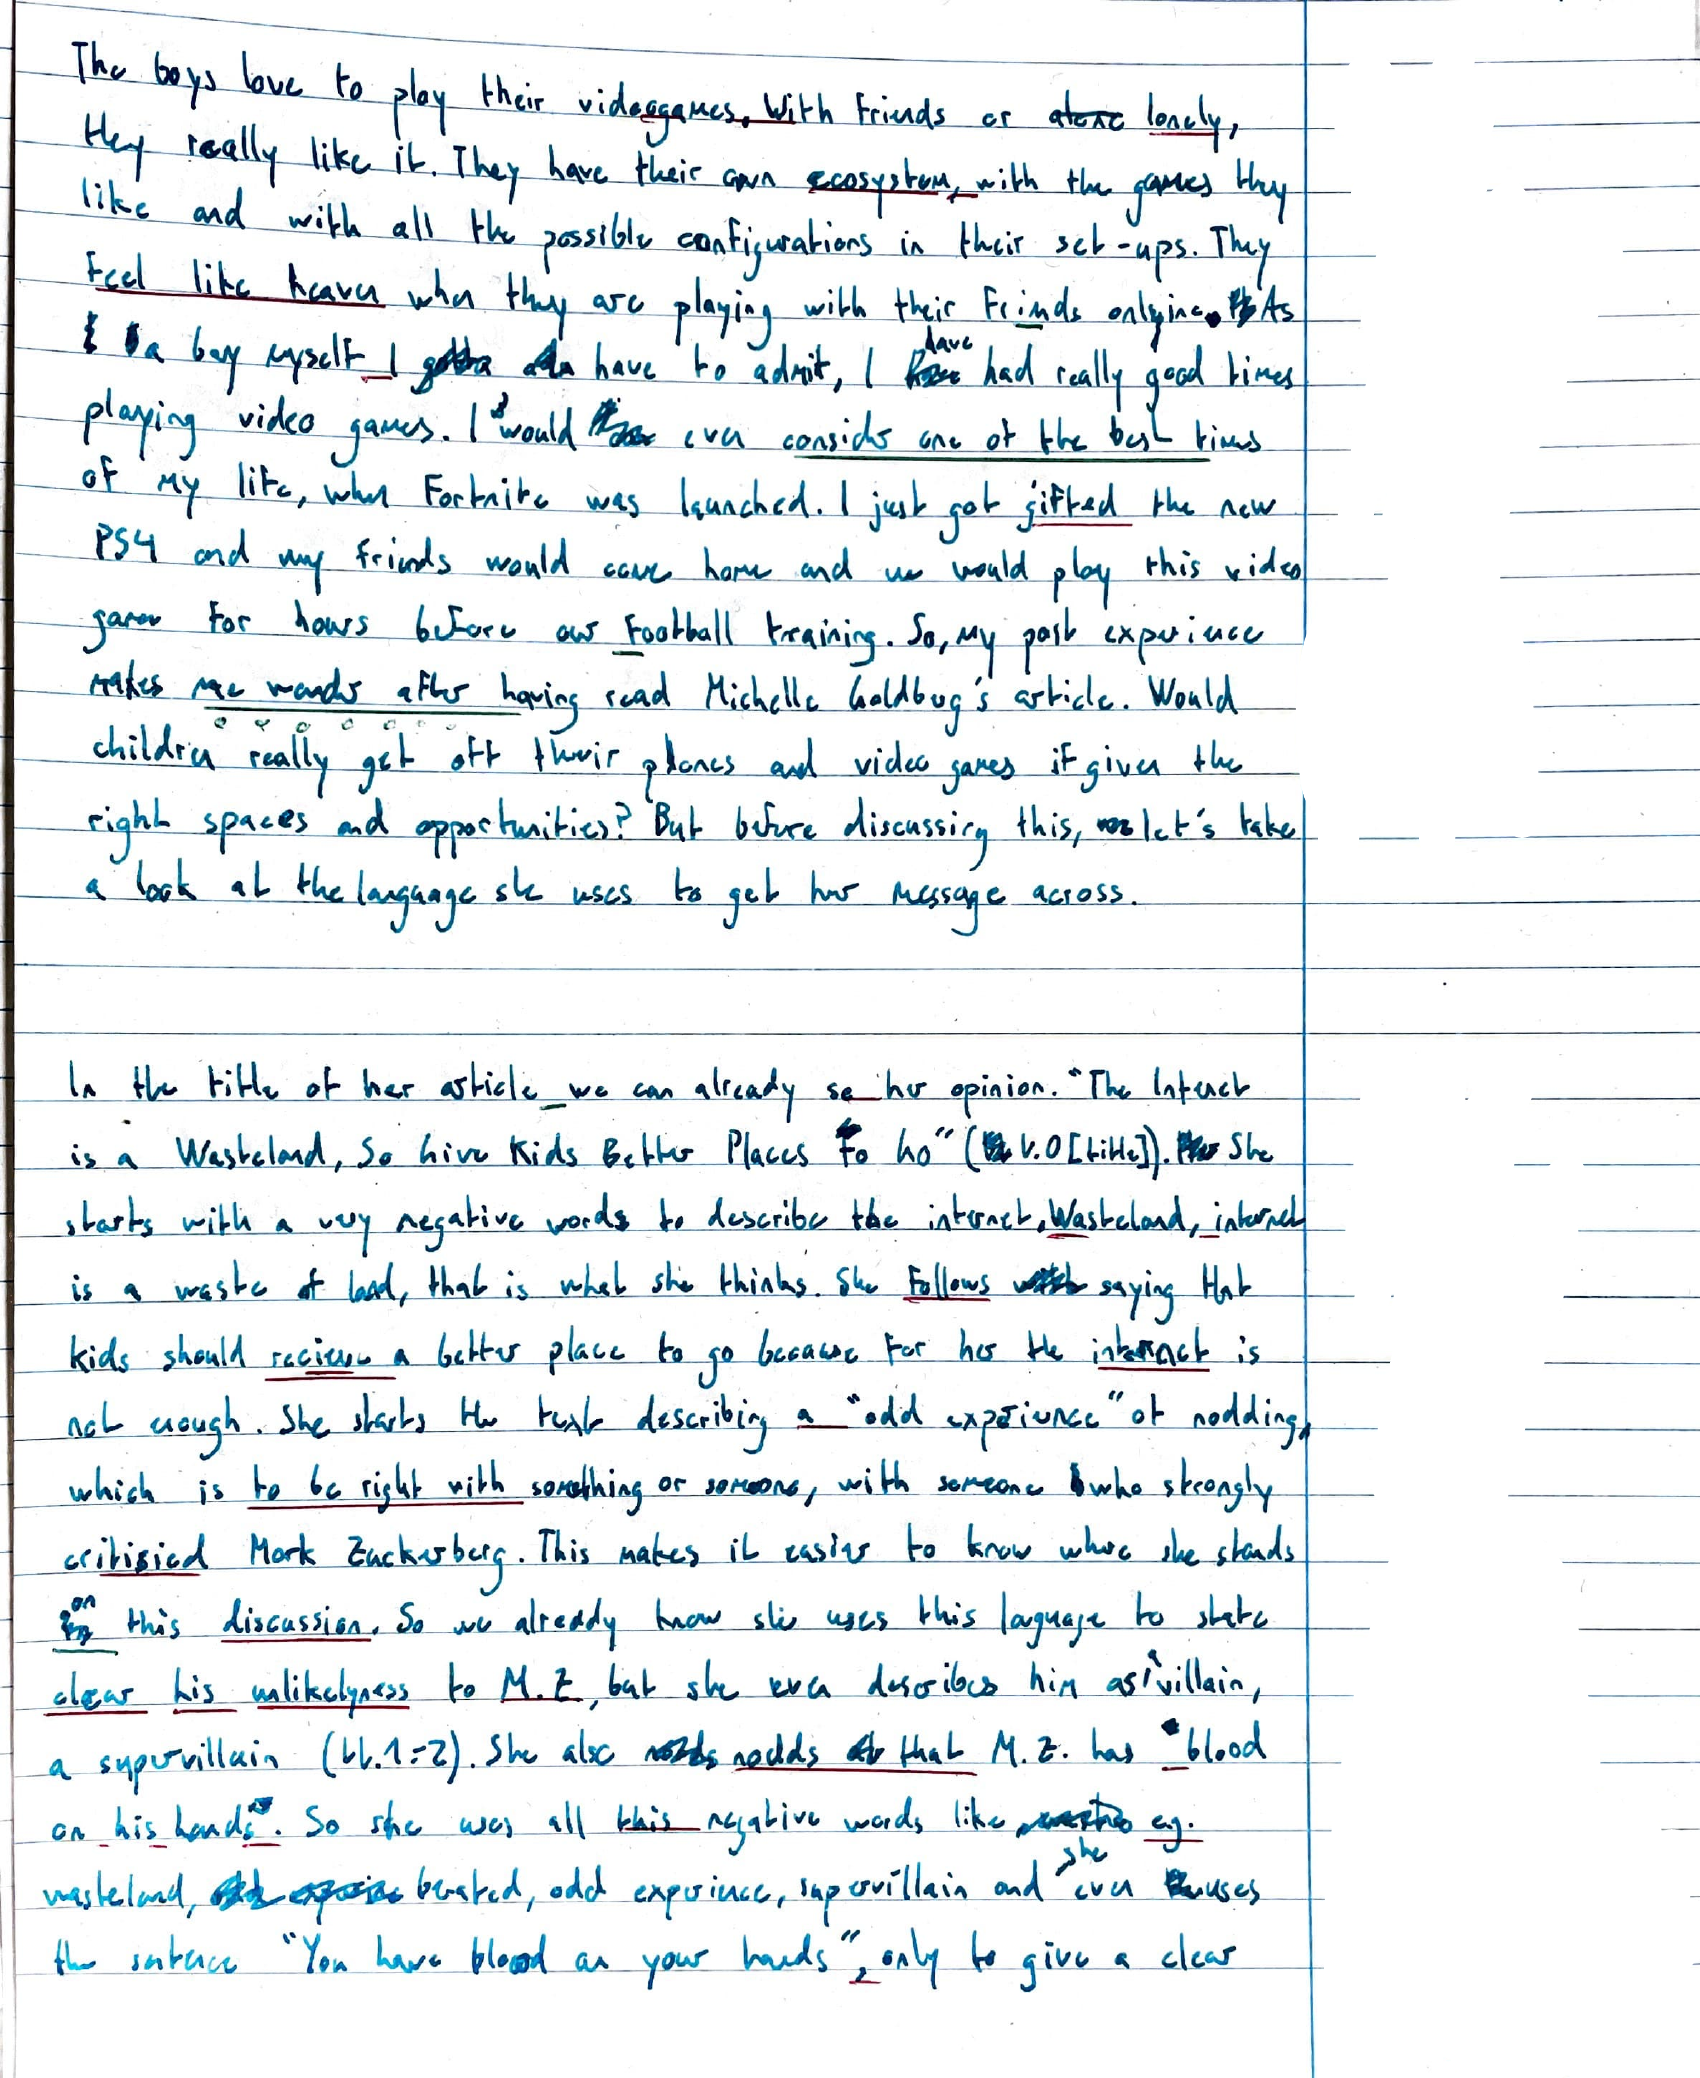 The boys love to play their videogames. With friends or lonely,
they really like it. They have their own ecosystem, with the games they
like and with all the possible configurations in their set-ups. They
feel like heaven when they are playing with their friends onlyine. As
a boy myself I have to admit, I have had really good times
playing video games. I would even consider one of the best times
of my life, when Fortnite was launched. I just got gifted the new
PS4 and my friends would come home and we would play this video
game for hours before our football training. So, my past experience
makes me wonder after having read Michelle Goldbug's article. Would
children really get off their phones and video games if given the
right spaces and opportunities? But before discussing this, let's take
a look at the language she uses to get her message across.
In the title of her article we can already se her opinion. "The Internet
is a Wasteland, So Give Kids Better Places To Go" (l.0 [title]). She
starts with a very negative words to describe the internet. Wasteland, internet
is a waste of land, that is what she thinks. She follows saying that
kids should recieve a better place to go because for her the internet is
not enough. She starts the text describing a "odd experience" of nodding,
which is to be right with something or someone, with someone who strongly
critisied Mark Zuckerberg. This makes it easier to know where she stands
on this discussion. So we already know she uses this language to state
clear his unlikelyness to M.Z, but she even describes him as villain,
a supervillain (ll.1-2). She also nodds that M.Z. has "blood
on his hands". So she uses all this negative words like eg.
wasteland, berated, odd experience, supervillain and she even uses
the sentence "You have blood on your hands", only to give a clear